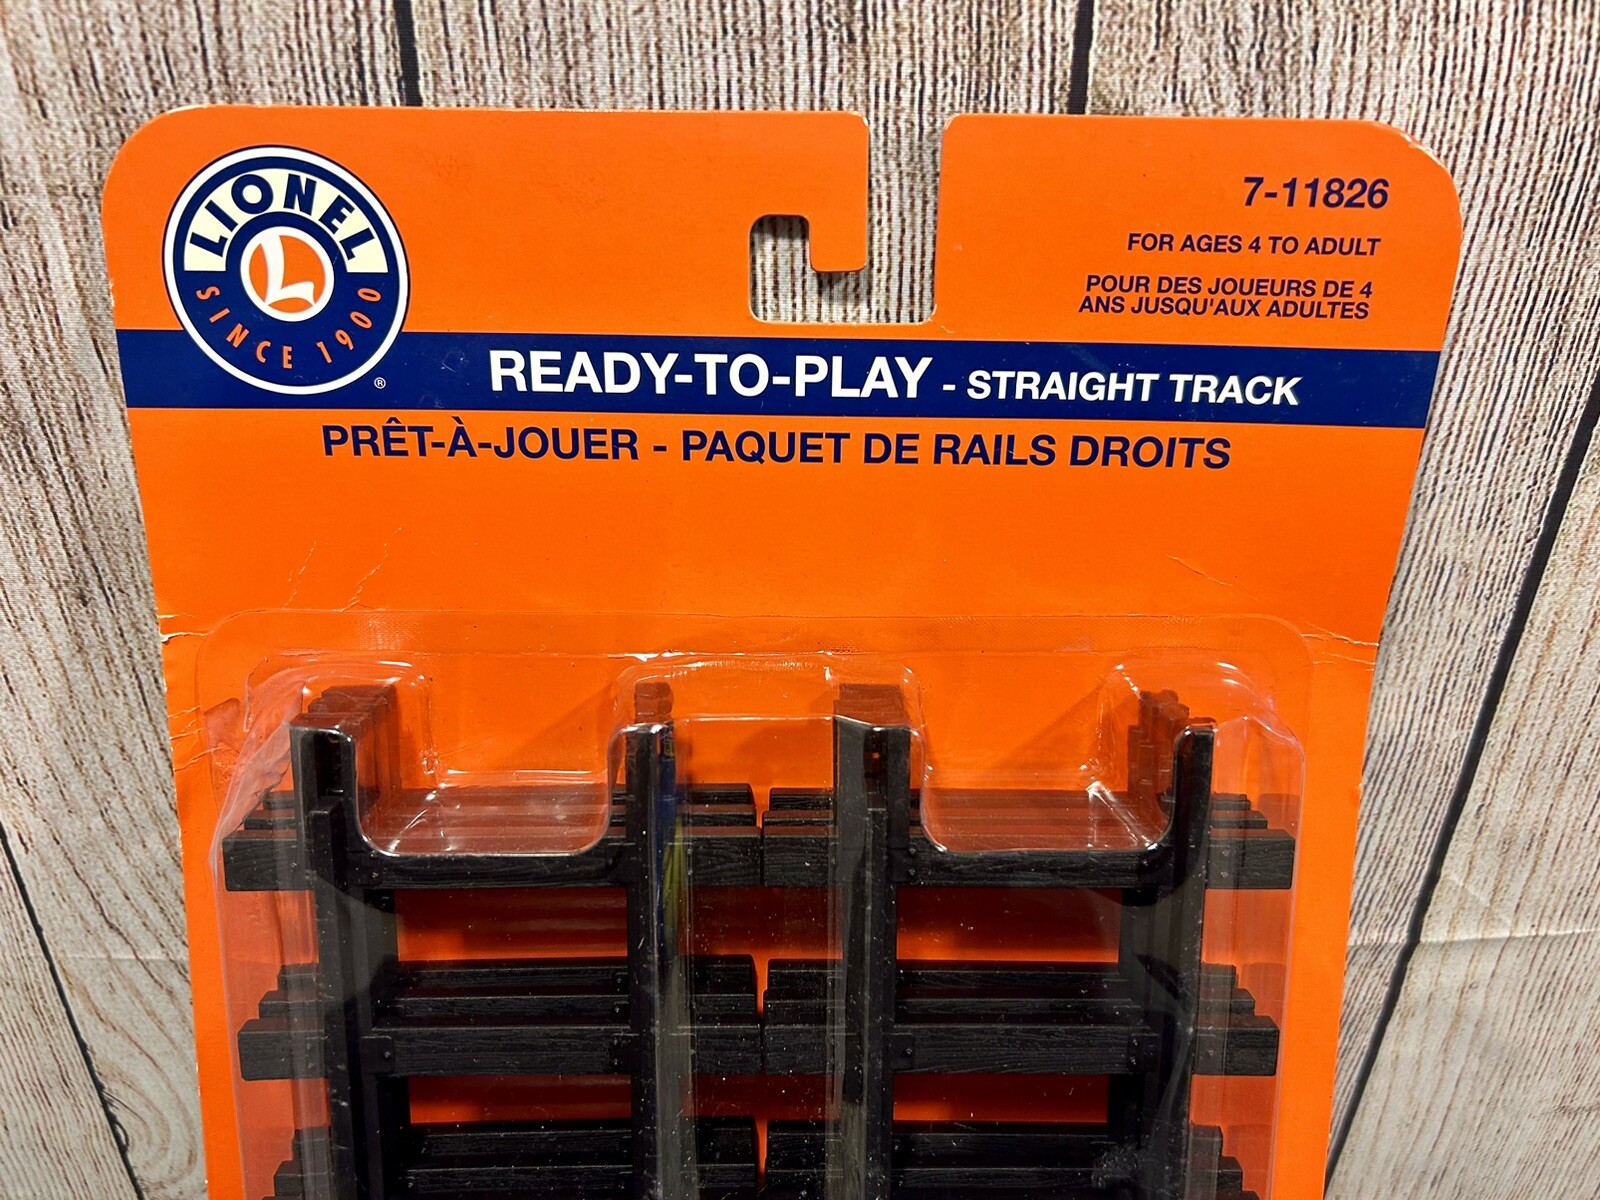 LIONEL
L
SINCE 1900
®
7-11826
FOR AGES 4 TO ADULT
POUR DES JOUEURS DE 4
ANS JUSQU'AUX ADULTES
READY-TO-PLAY - STRAIGHT TRACK
PRÊT-À-JOUER - PAQUET DE RAILS DROITS